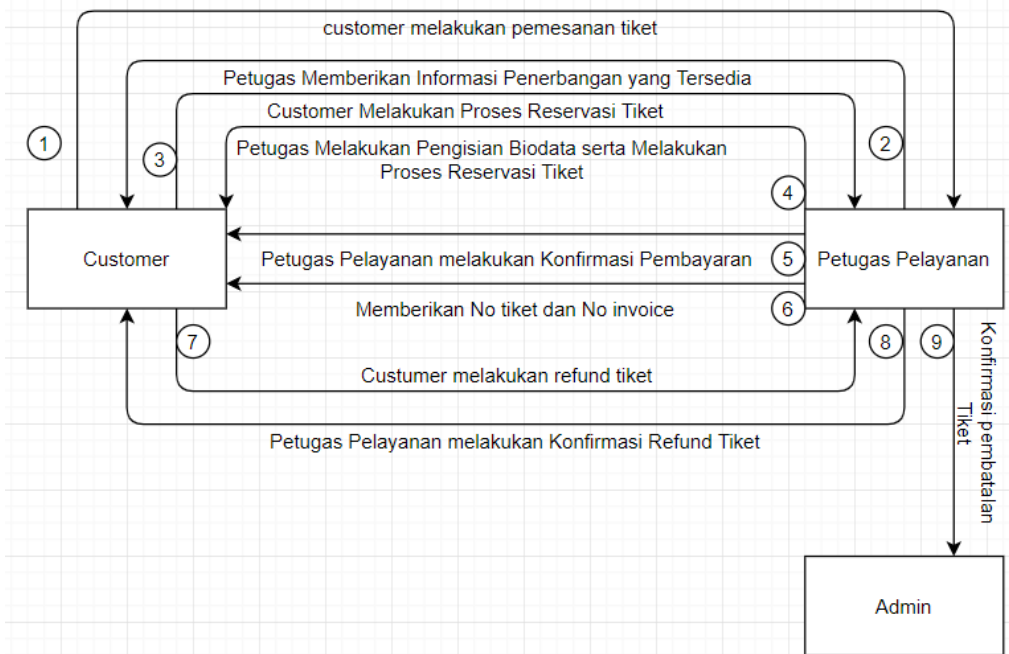 customer melakukan pemesanan tiket
Petugas Memberikan Informasi Penerbangan yang Tersedia
Customer Melakukan Proses Reservasi Tiket
1
3
Petugas Melakukan Pengisian Biodata serta Melakukan
Proses Reservasi Tiket
2
4
Customer
Petugas Pelayanan melakukan Konfirmasi Pembayaran
5
Petugas Pelayanan
Memberikan No tiket dan No invoice
6
7
8
9
Konfirmasi pembatalan
Tiket
Custumer melakukan refund tiket
Petugas Pelayanan melakukan Konfirmasi Refund Tiket
Admin